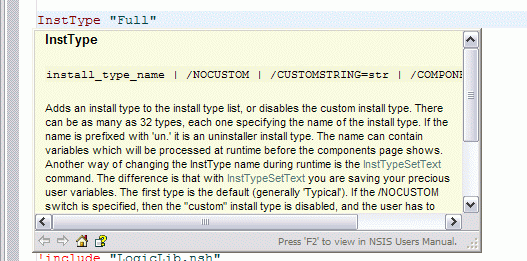 InstType "Full"
InstType
install_type_name | /NOCUSTOM | /CUSTOMSTRING=str | /COMPONE
Adds an install type to the install type list, or disables the custom install type. There
can be as many as 32 types, each one specifying the name of the install type. If the
name is prefixed with 'un.' it is an uninstaller install type. The name can contain
variables which will be processed at runtime before the components page shows.
Another way of changing the InstType name during runtime is the InstTypeSetText
command. The difference is that with InstTypeSetText you are saving your precious
user variables. The first type is the default (generally 'Typical'). If the /NOCUSTOM
switch is specified, then the "custom" install type is disabled, and the user has to
Press 'F2' to view in NSIS Users Manual.
!include "LogicLib.nsh"